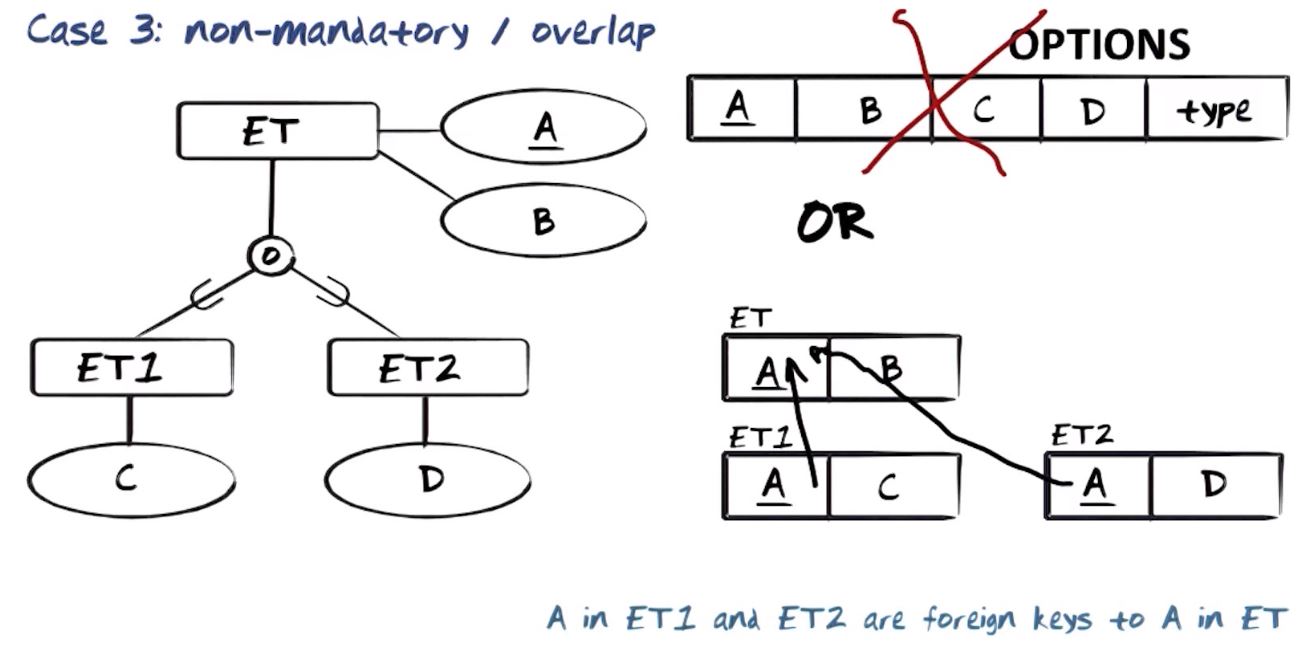 Case 3: non-mandatory / overlap
OPTIONS
ET
A
B
A B C D type
OR
O
ET1
ET2
C
D
ET
A B
ET1
A C
ET2
A D
A in ET1 and ET2 are foreign keys to A in ET